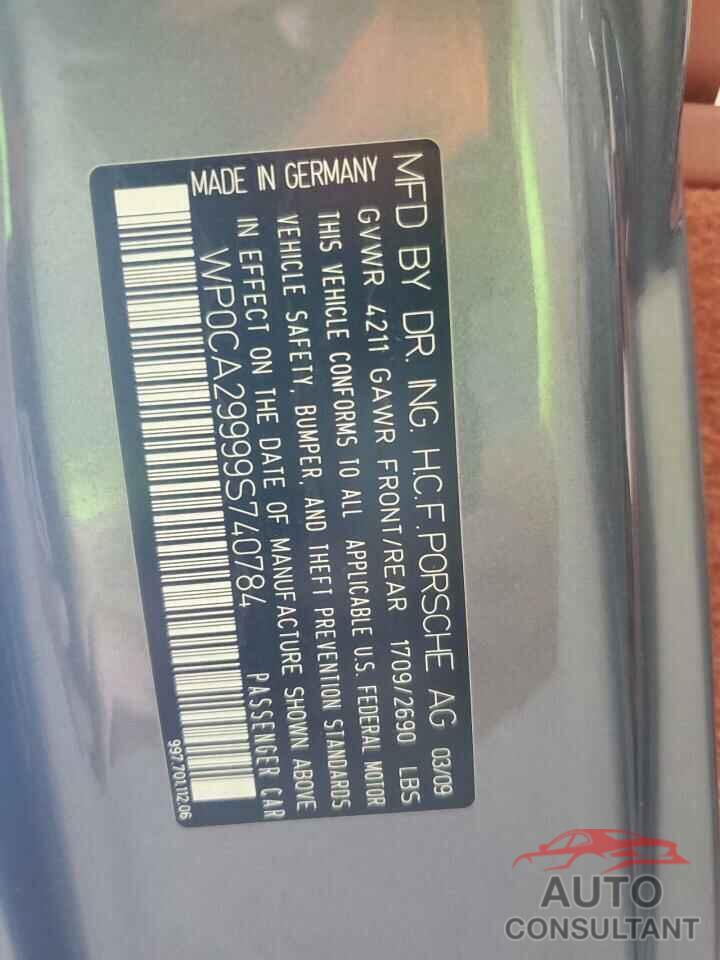 MFD BY DR. ING. H.C.F. PORSCHE AG 03/09
GVWR 4211 GAWR FRONT/REAR 1709/2690 LBS
THIS VEHICLE CONFORMS TO ALL APPLICABLE U.S. FEDERAL MOTOR
VEHICLE SAFETY, BUMPER, AND THEFT PREVENTION STANDARDS
IN EFFECT ON THE DATE OF MANUFACTURE SHOWN ABOVE
MADE IN GERMANY
WP0CA29999S740784 PASSENGER CAR
997.701.112.06
AUTO
CONSULTANT